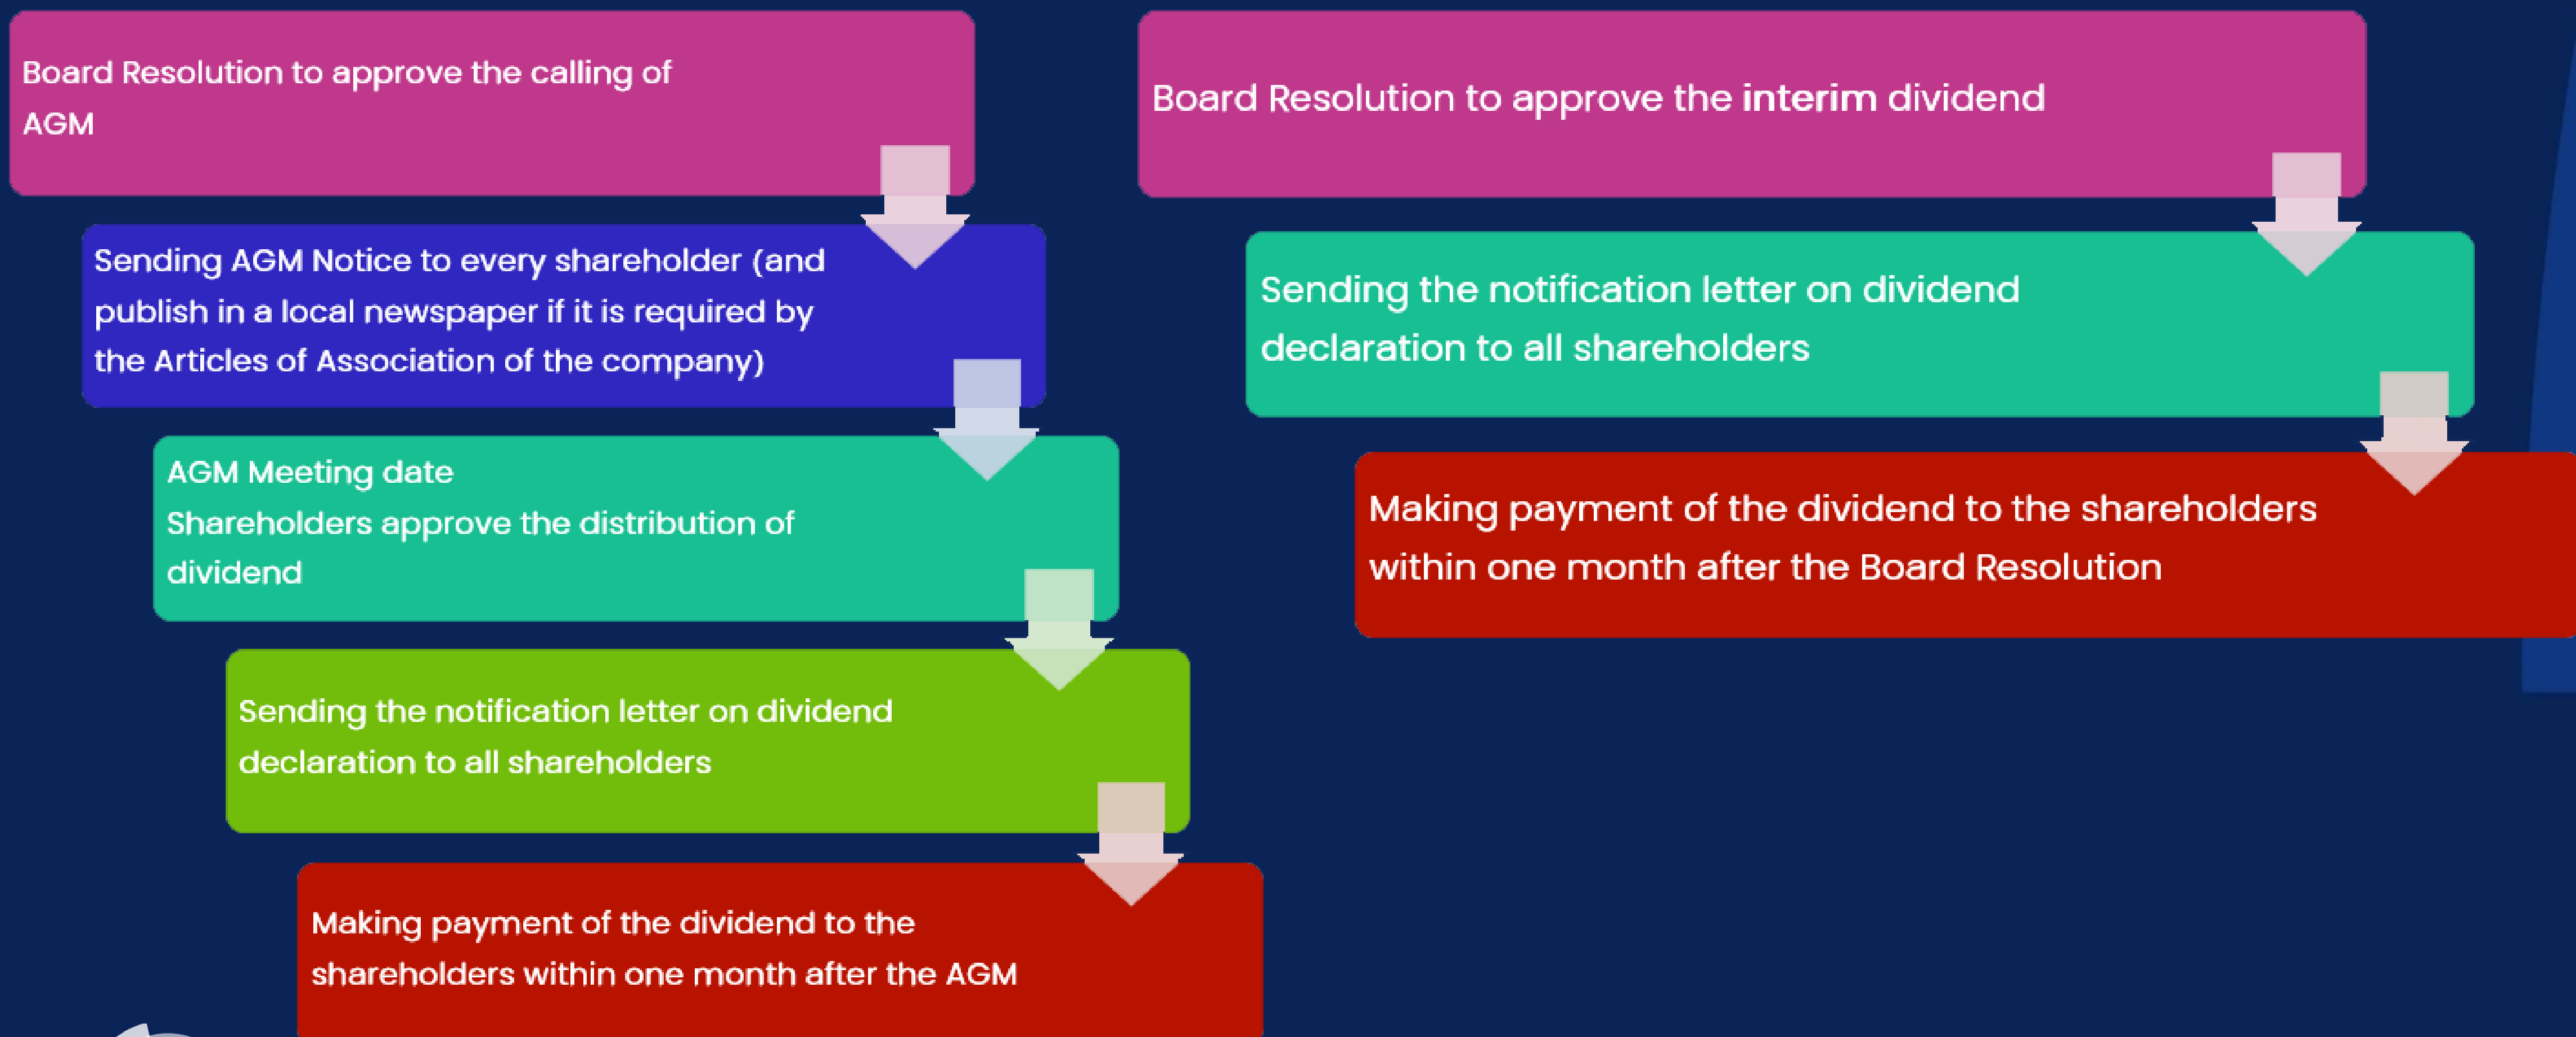 Board Resolution to approve the calling of
AGM
Sending AGM Notice to every shareholder (and
publish in a local newspaper if it is required by
the Articles of Association of the company)
AGM Meeting date
Shareholders approve the distribution of
dividend
Sending the notification letter on dividend
declaration to all shareholders
Making payment of the dividend to the
shareholders within one month after the AGM
Board Resolution to approve the interim dividend
Sending the notification letter on dividend
declaration to all shareholders
Making payment of the dividend to the shareholders
within one month after the Board Resolution